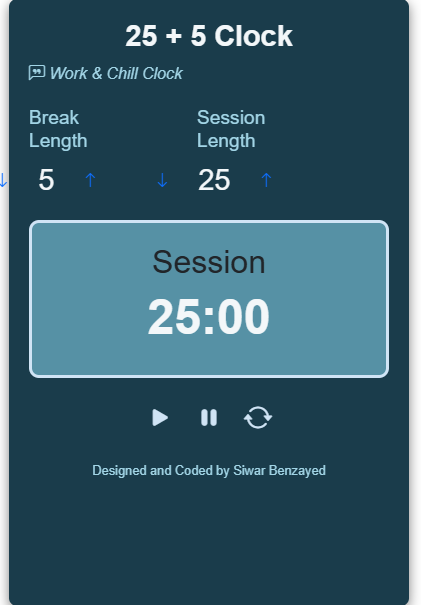 25 + 5 Clock
Work & Chill Clock
Break Session
Length Length
↓ 5 ↑ ↓ 25 ↑
Session
25:00
Designed and Coded by Siwar Benzayed